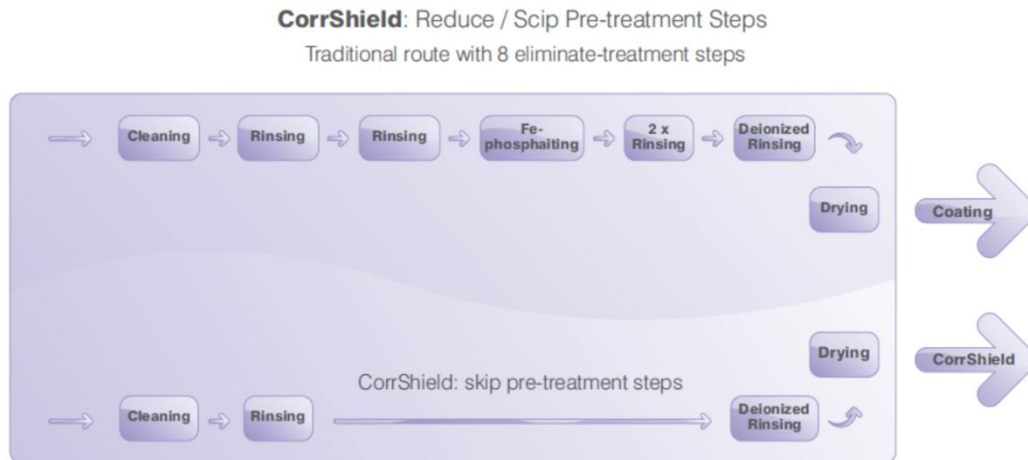 CorrShield: Reduce / Scip Pre-treatment Steps
Traditional route with 8 eliminate-treatment steps
Cleaning
Rinsing
Rinsing
Fe-
phosphaiting
2 x
Rinsing
Deionized
Rinsing
Drying
Coating
Drying
CorrShield
CorrShield: skip pre-treatment steps
Cleaning
Rinsing
Deionized
Rinsing